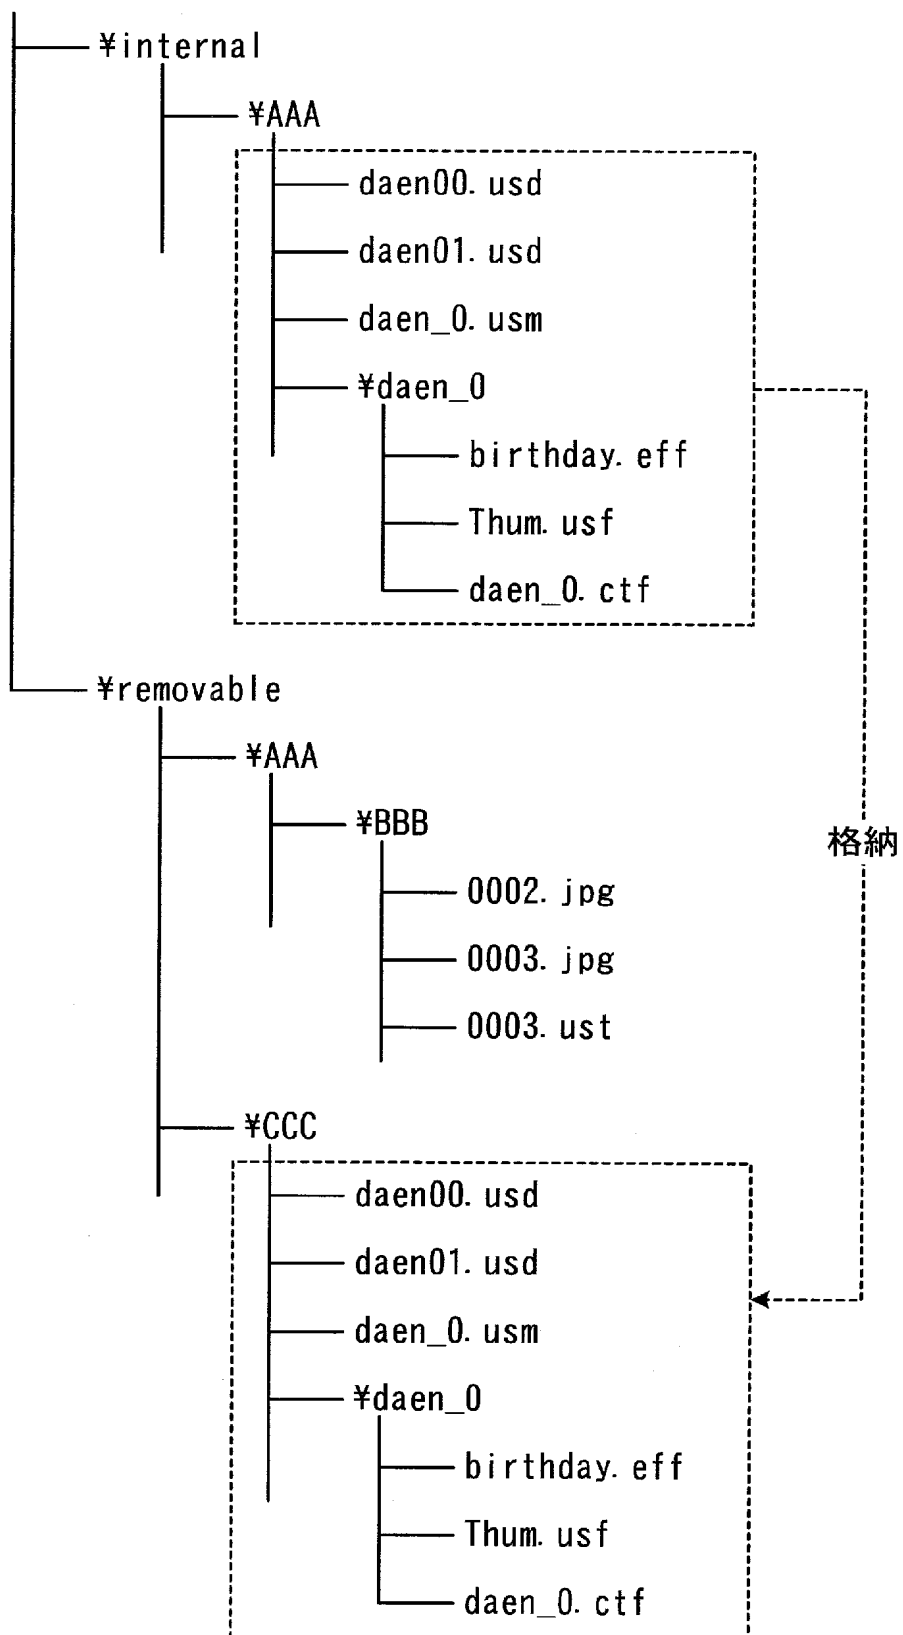 ¥internal
¥AAA
daen00.usd
daen01.usd
daen_0.usm
¥daen_0
birthday.eff
Thum.usf
daen_0.ctf
¥removable
¥AAA
¥BBB
格納
0002.jpg
0003.jpg
0003.ust
¥CCC
daen00.usd
daen01.usd
daen_0.usm
¥daen_0
birthday.eff
Thum.usf
daen_0.ctf